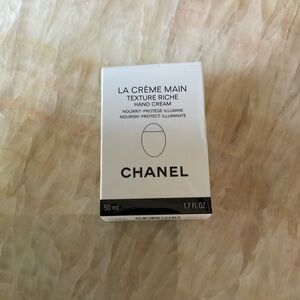 LA CRÈME MAIN
TEXTURE RICHE
HAND CREAM
NOURRIT-PROTÈGE-ILLUMINE
NOURISH-PROTECT-ILLUMINATE
CHANEL
50 ml 1.7 FL.OZ